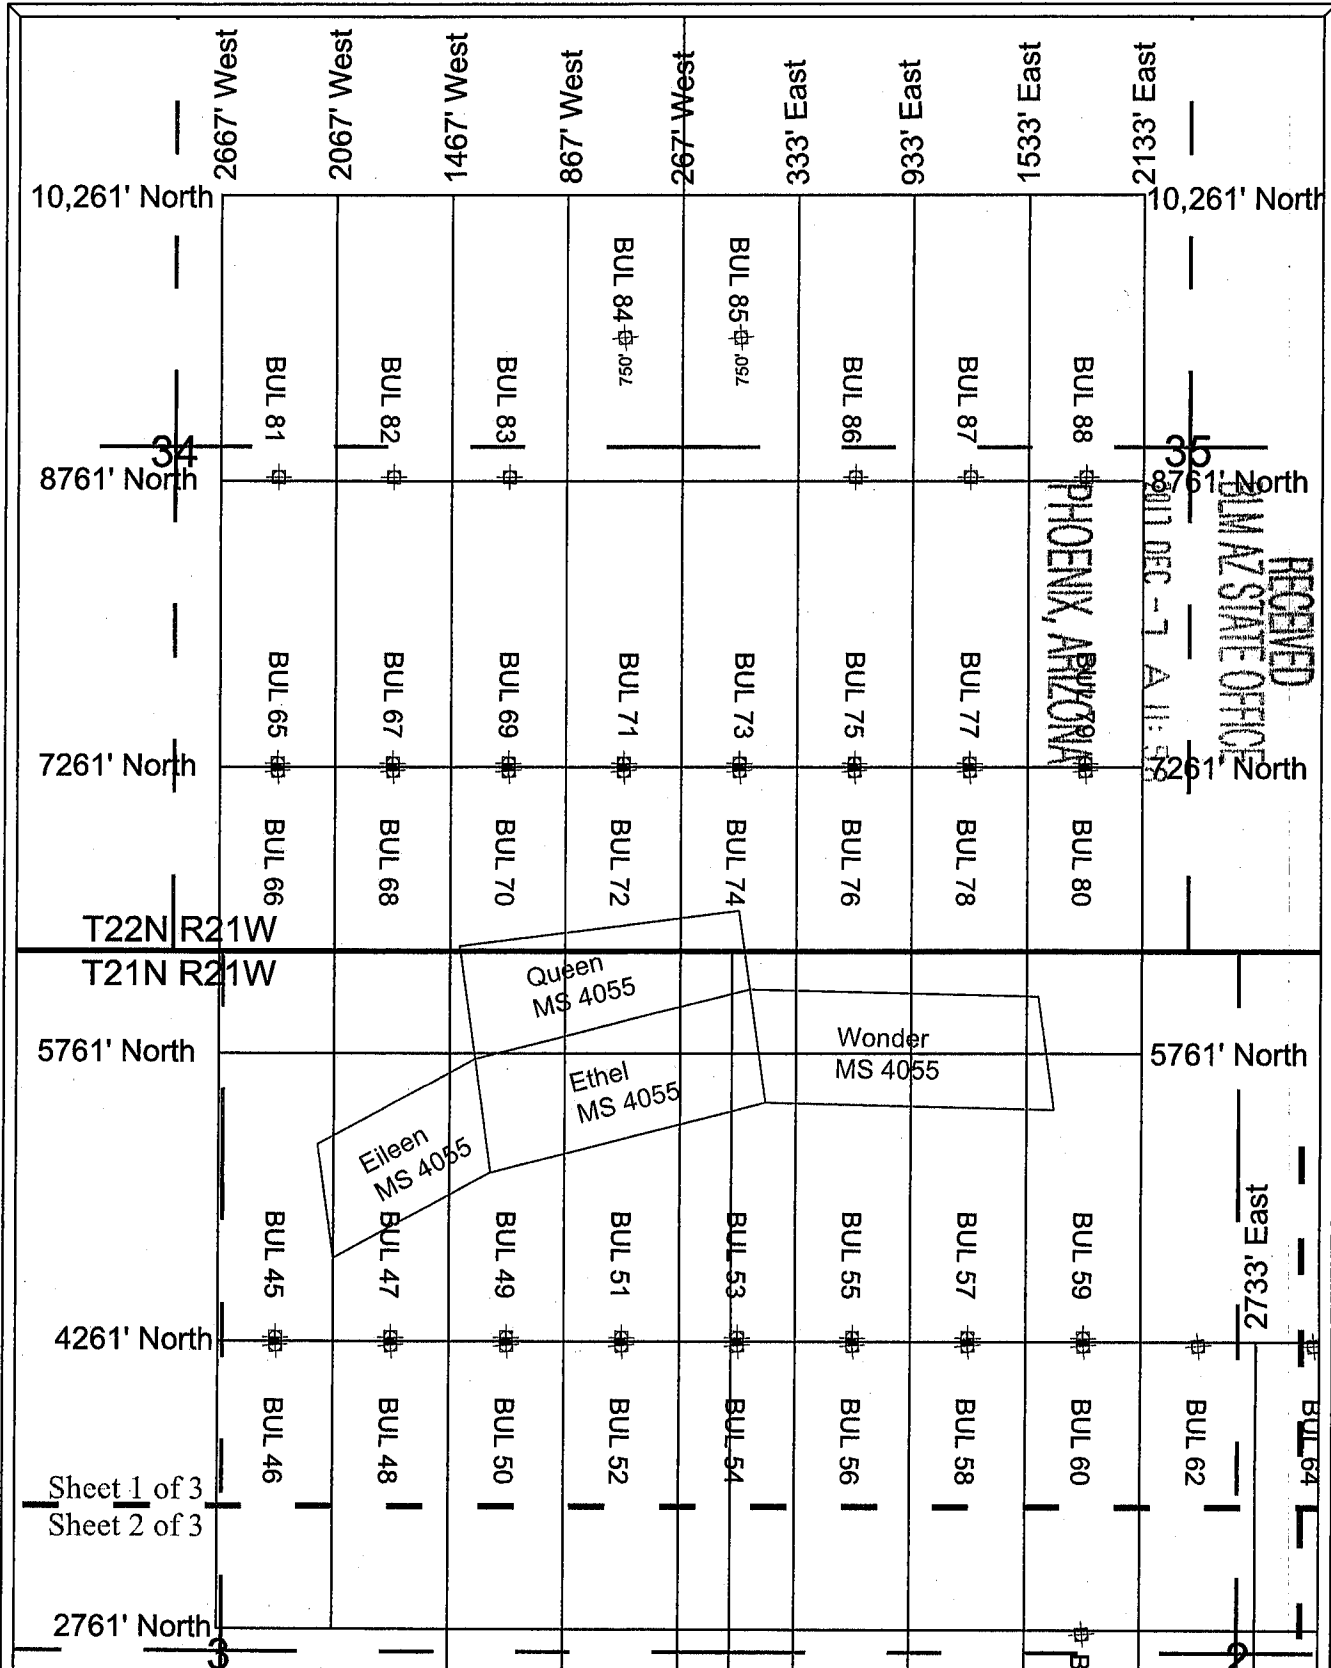 2667' West
2067' West
1467' West
867' West
267' West
333' East
933' East
1533' East
2133' East
10,261' North
10,261' North
BUL 84
750'
BUL 85
750'
BUL 81
BUL 82
BUL 83
BUL 86
BUL 87
BUL 88
34
35
8761' North
8761' North
RECEIVED
BLM AZ STATE OFFICE
2017 DEC -7 A 11:
PHOENIX, ARIZONA
BUL 65
BUL 67
BUL 69
BUL 71
BUL 73
BUL 75
BUL 77
BUL 79
7261' North
7261' North
BUL 66
BUL 68
BUL 70
BUL 72
BUL 74
BUL 76
BUL 78
BUL 80
T22N R21W
T21N R21W
Queen
MS 4055
Wonder
MS 4055
5761' North
5761' North
Ethel
MS 4055
Eileen
MS 4055
BUL 45
BUL 47
BUL 49
BUL 51
BUL 53
BUL 55
BUL 57
BUL 59
2733' East
4261' North
BUL 46
BUL 48
BUL 50
BUL 52
BUL 54
BUL 56
BUL 58
BUL 60
BUL 62
BUL 64
Sheet 1 of 3
Sheet 2 of 3
2761' North
3
2
B